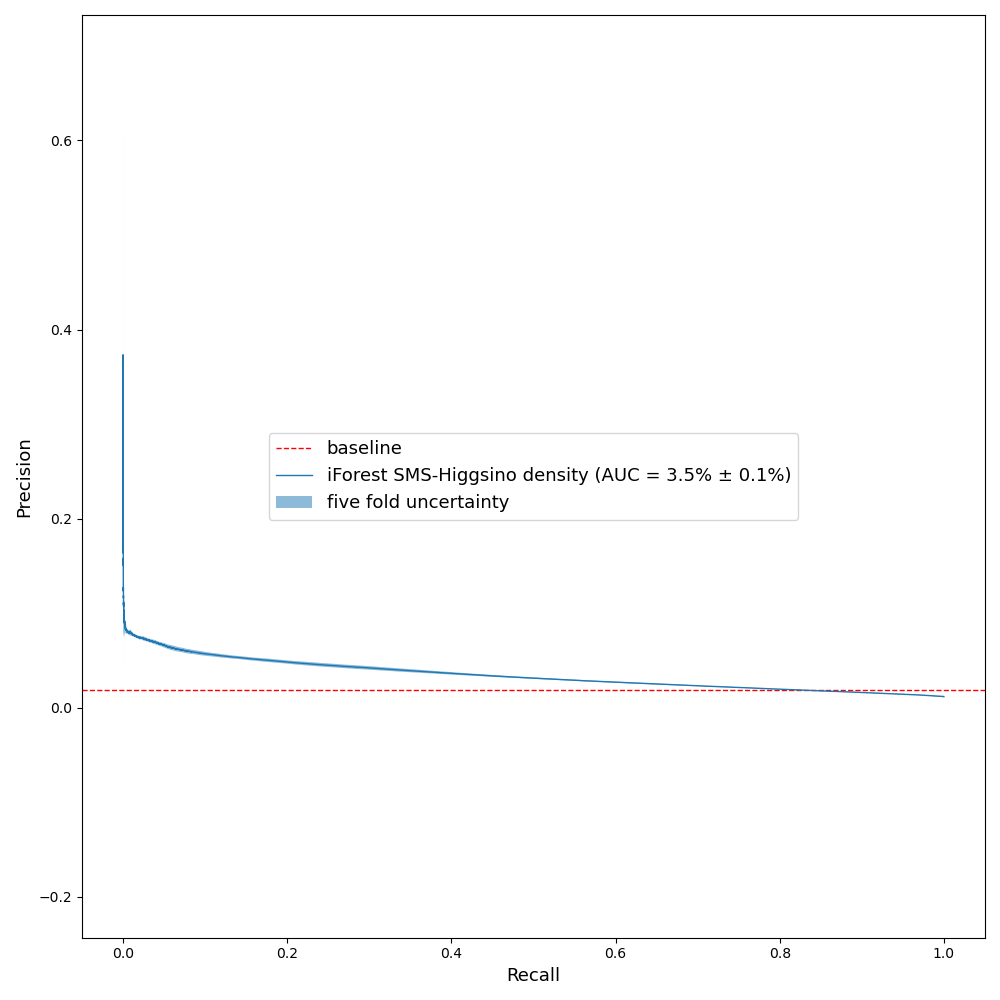 0.6
0.4
0.2
0.0
−0.2
Precision
baseline
iForest SMS-Higgsino density (AUC = 3.5% ± 0.1%)
five fold uncertainty
0.0 0.2 0.4 0.6 0.8 1.0
Recall